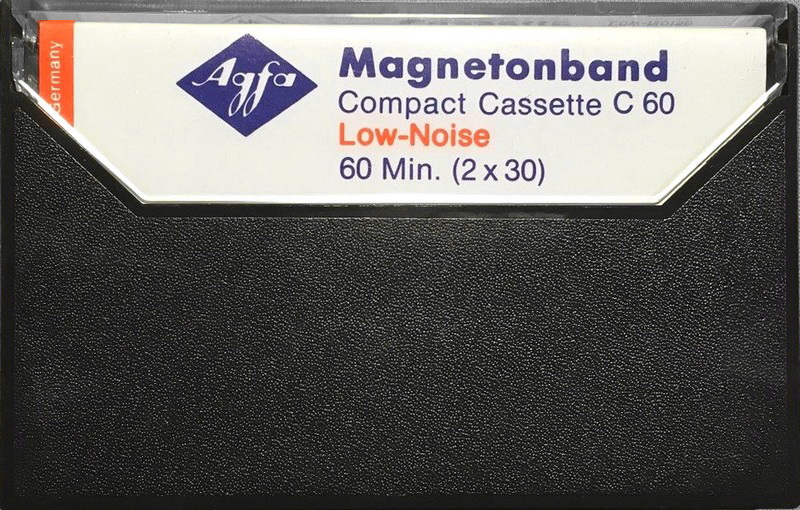 Germany
Agfa
Magnetonband
Compact Cassette C 60
Low-Noise
60 Min. (2 x 30)